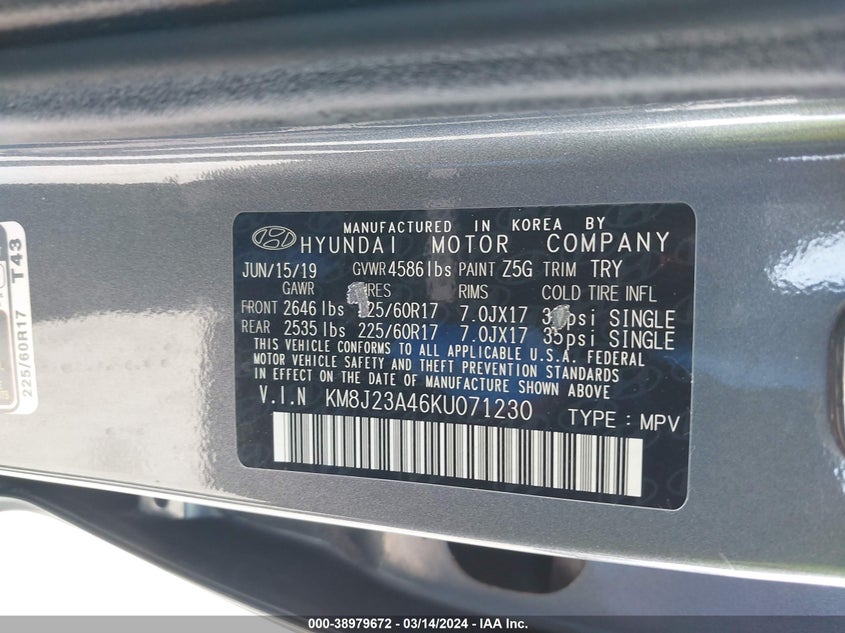 MANUFACTURED IN KOREA BY
HYUNDAI MOTOR COMPANY
JUN/15/19 GVWR 4586 lbs PAINT Z5G TRIM TRY
GAWR RIMS COLD TIRE INFL
FRONT 2646 lbs 7.0JX17 psi SINGLE
REAR 2535 lbs 225/60R17 7.0JX17 35psi SINGLE
THIS VEHICLE CONFORMS TO ALL APPLICABLE U.S.A. FEDERAL
MOTOR VEHICLE SAFETY AND THEFT PREVENTION STANDARDS
IN EFFECT ON THE DATE OF MANUFACTURE SHOWN ABOVE
V.I.N KM8J23A46KU071230 TYPE : MPV
225/60R17 T43
000-38979672 / 03/14/2024 - IAA Inc.